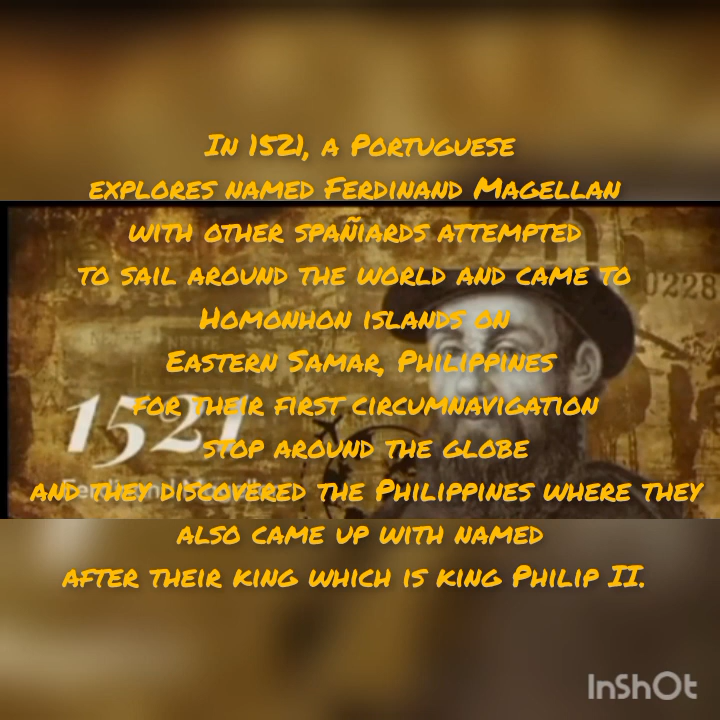 In 1521, a Portuguese
explores named Ferdinand Magellan
with other spañiards attempted
to sail around the world and came to
0228
Homonhon islands on
Eastern Samar, Philippines
for their first circumnavigation
1521
stop around the globe
and they discovered the Philippines where they
also came up with named
after their king which is king Philip II.
InShOt